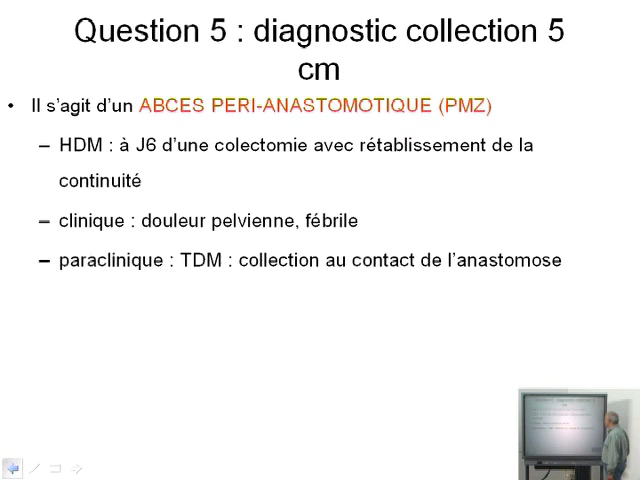 Question 5 : diagnostic collection 5
cm
• Il s'agit d'un ABCES PERI-ANASTOMOTIQUE (PMZ)
– HDM : à J6 d'une colectomie avec rétablissement de la
continuité
– clinique : douleur pelvienne, fébrile
– paraclinique : TDM : collection au contact de l'anastomose